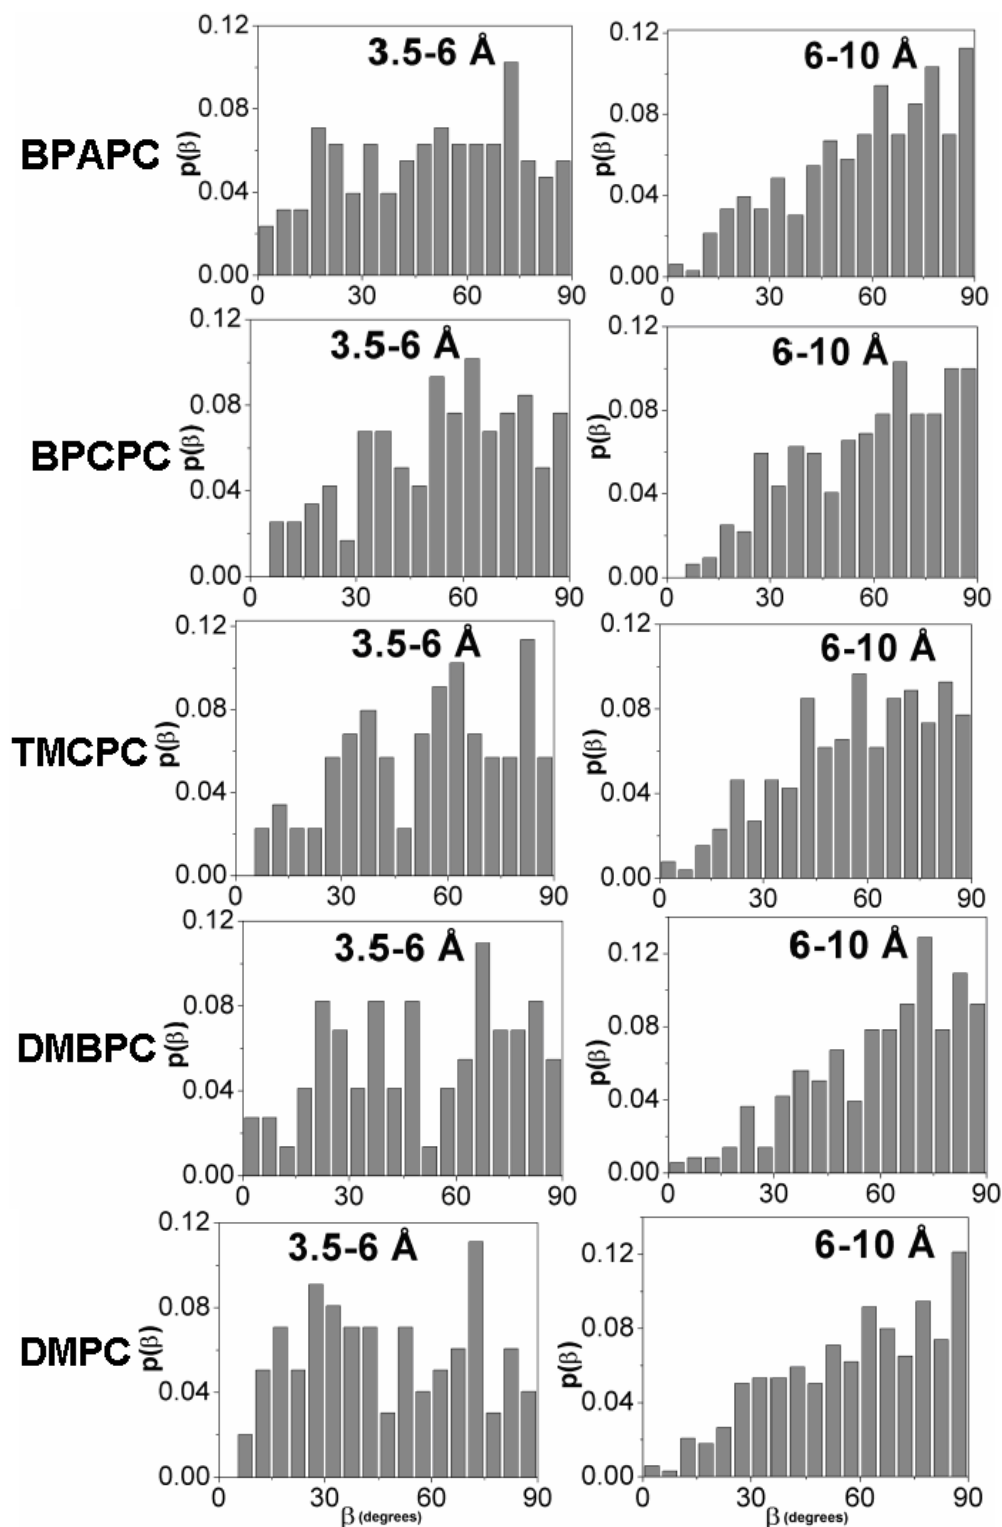 BPAPC
p(β)
0.12
0.08
0.04
0.00
3.5-6 Å
0
30
60
90
p(β)
0.12
0.08
0.04
0.00
6-10 Å
0
30
60
90
BPCPC
p(β)
0.12
0.08
0.04
0.00
3.5-6 Å
0
30
60
90
p(β)
0.12
0.08
0.04
0.00
6-10 Å
0
30
60
90
TMCPC
p(β)
0.12
0.08
0.04
0.00
3.5-6 Å
0
30
60
90
p(β)
0.12
0.08
0.04
0.00
6-10 Å
0
30
60
90
DMBPC
p(β)
0.12
0.08
0.04
0.00
3.5-6 Å
0
30
60
90
p(β)
0.12
0.08
0.04
0.00
6-10 Å
0
30
60
90
DMPC
p(β)
0.12
0.08
0.04
0.00
3.5-6 Å
0
30
60
90
β (degrees)
p(β)
0.12
0.08
0.04
0.00
6-10 Å
0
30
60
90
β (degrees)